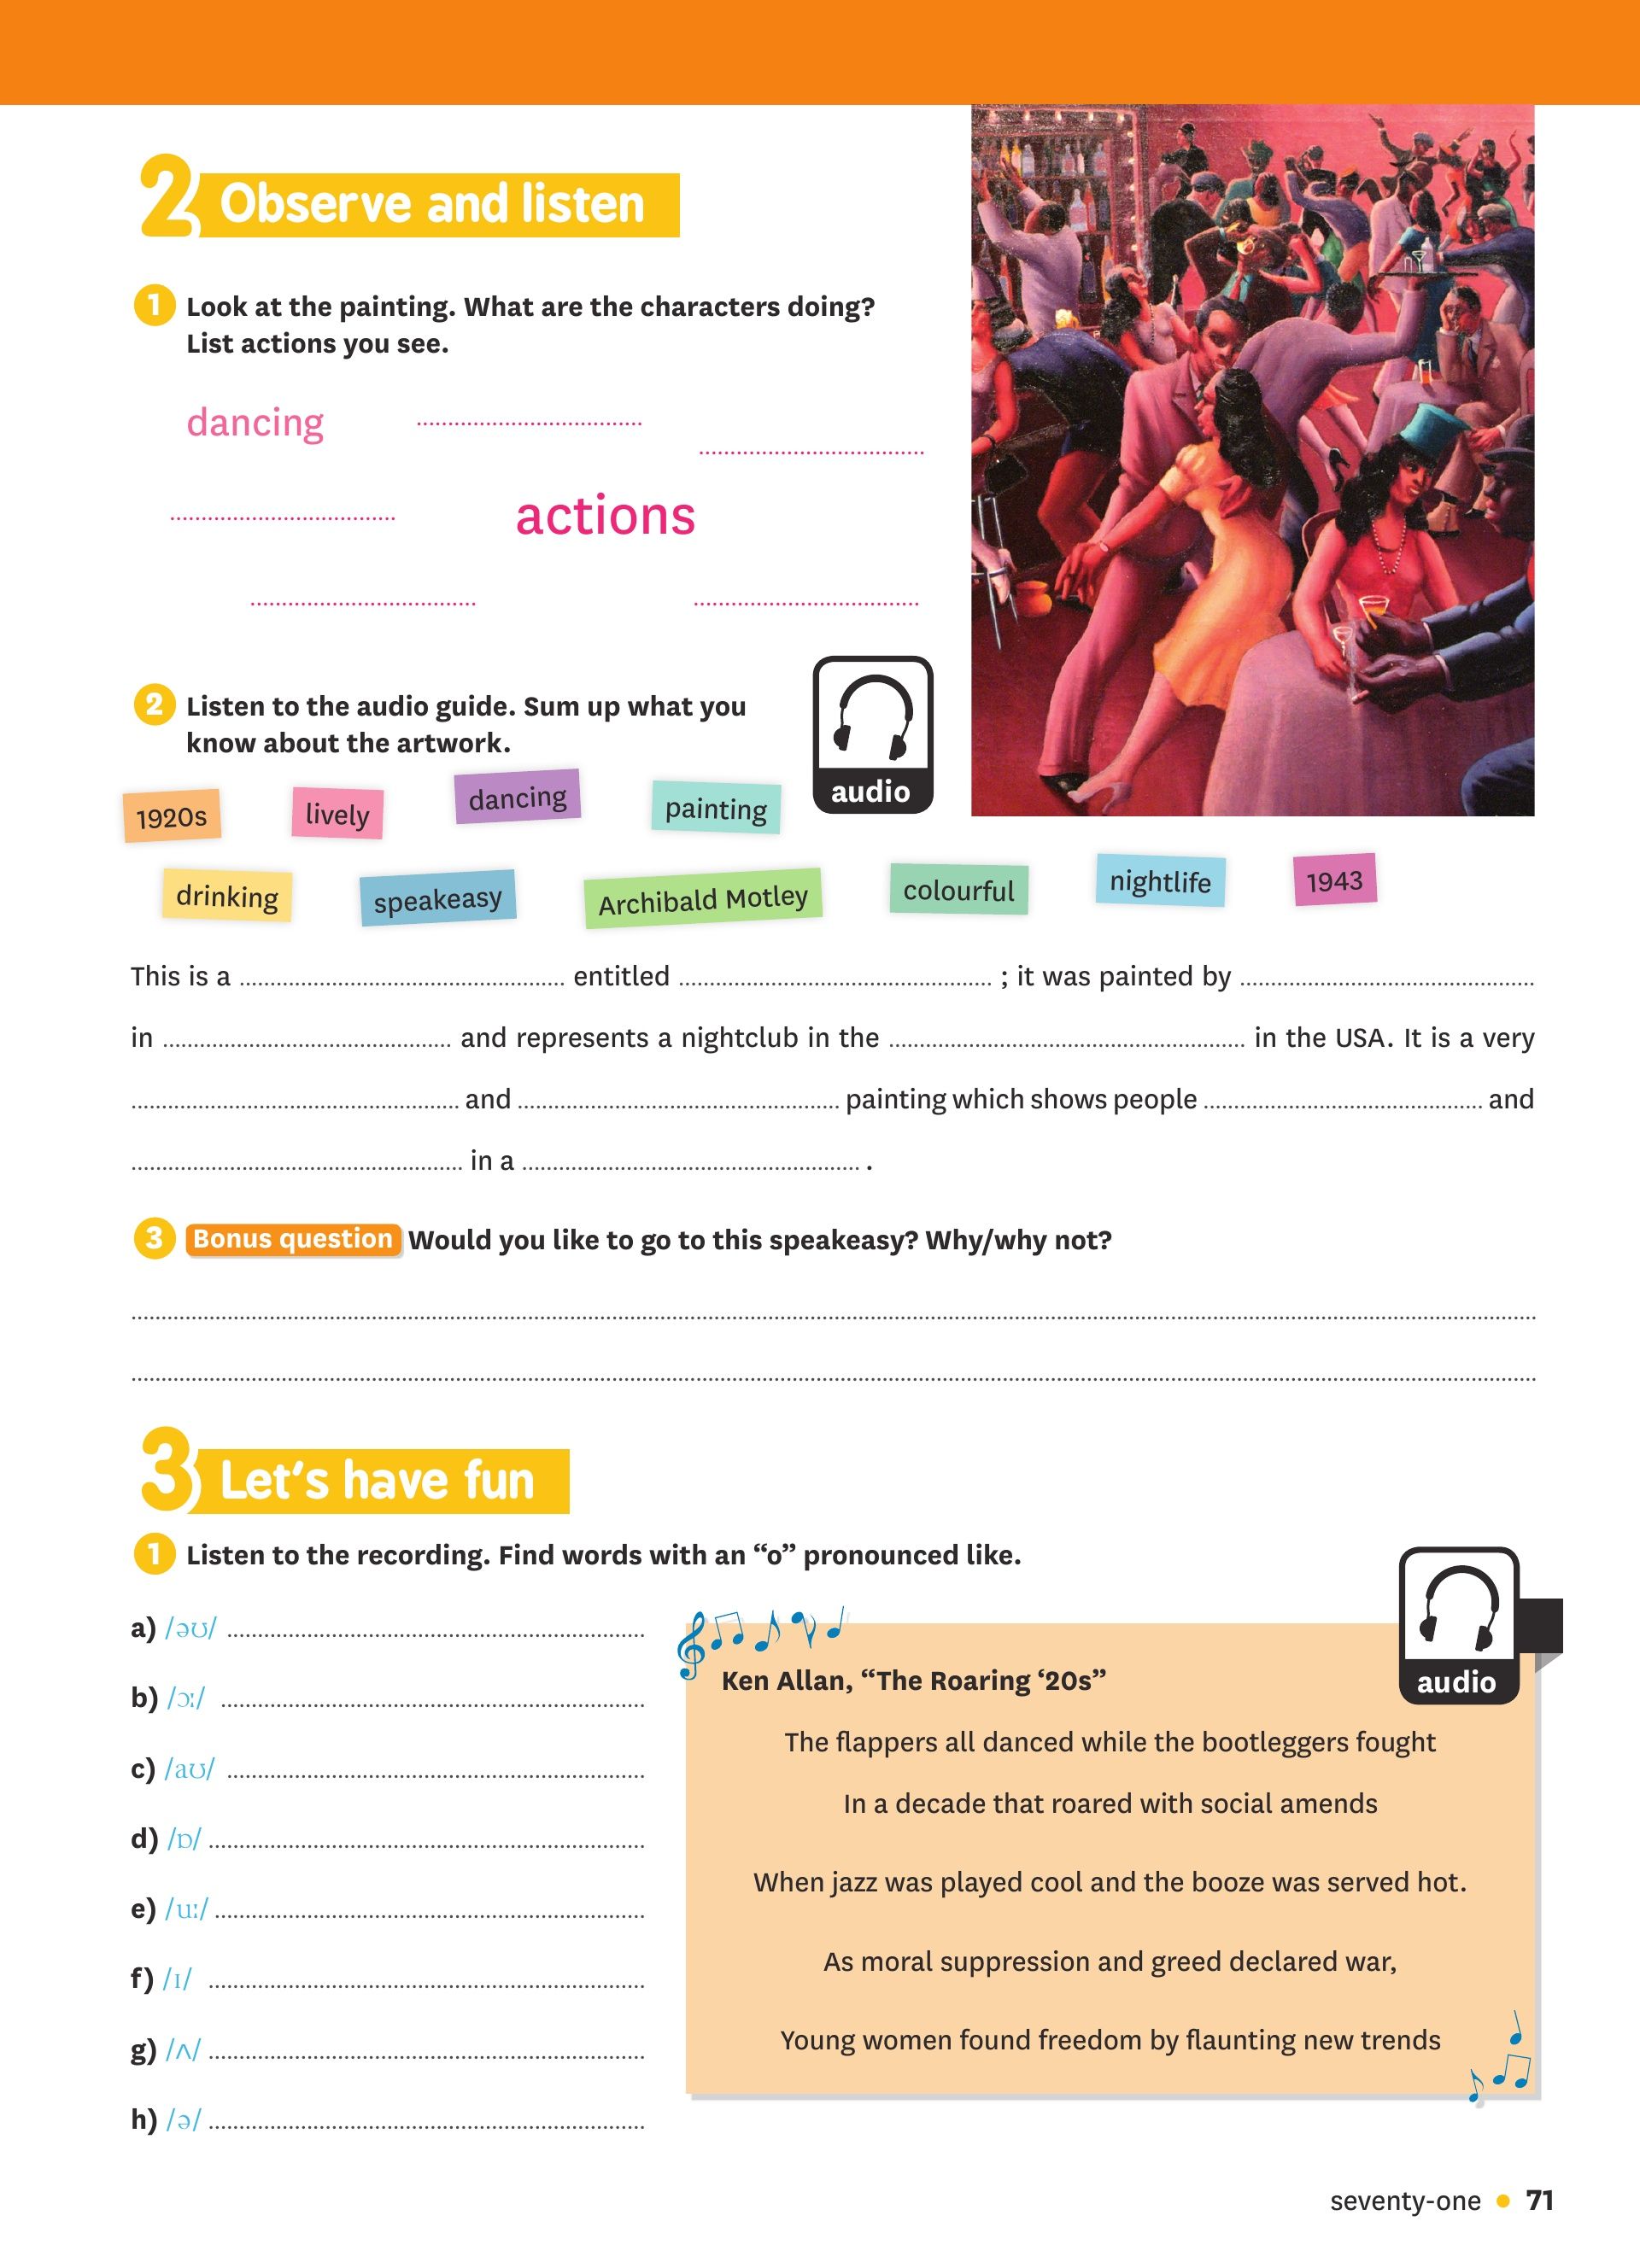 2 Observe and listen
1 Look at the painting. What are the characters doing?
List actions you see.
dancing
actions
2 Listen to the audio guide. Sum up what you
know about the artwork.
audio
1920s lively dancing painting
drinking speakeasy Archibald Motley colourful nightlife 1943
This is a ........ entitled ........ ; it was painted by ........
in ........ and represents a nightclub in the ........ in the USA. It is a very
........ and ........ painting which shows people ........ and
........ in a ........ .
3 Bonus question Would you like to go to this speakeasy? Why/why not?
3 Let's have fun
1 Listen to the recording. Find words with an “o” pronounced like.
audio
a) /əʊ/ ........
b) /ɔː/ ........
c) /aʊ/ ........
d) /ɒ/ ........
e) /uː/ ........
f) /ɪ/ ........
g) /ʌ/ ........
h) /ə/ ........
Ken Allan, “The Roaring ‘20s”
The flappers all danced while the bootleggers fought
In a decade that roared with social amends
When jazz was played cool and the booze was served hot.
As moral suppression and greed declared war,
Young women found freedom by flaunting new trends
seventy-one • 71